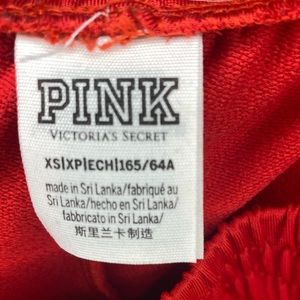 PINK
VICTORIA'S SECRET
XS|XP|ECH|165/64A
made in Sri Lanka/fabriqué au
Sri Lanka/hecho en Sri Lanka/
fabbricato in Sri Lanka/
斯里兰卡制造